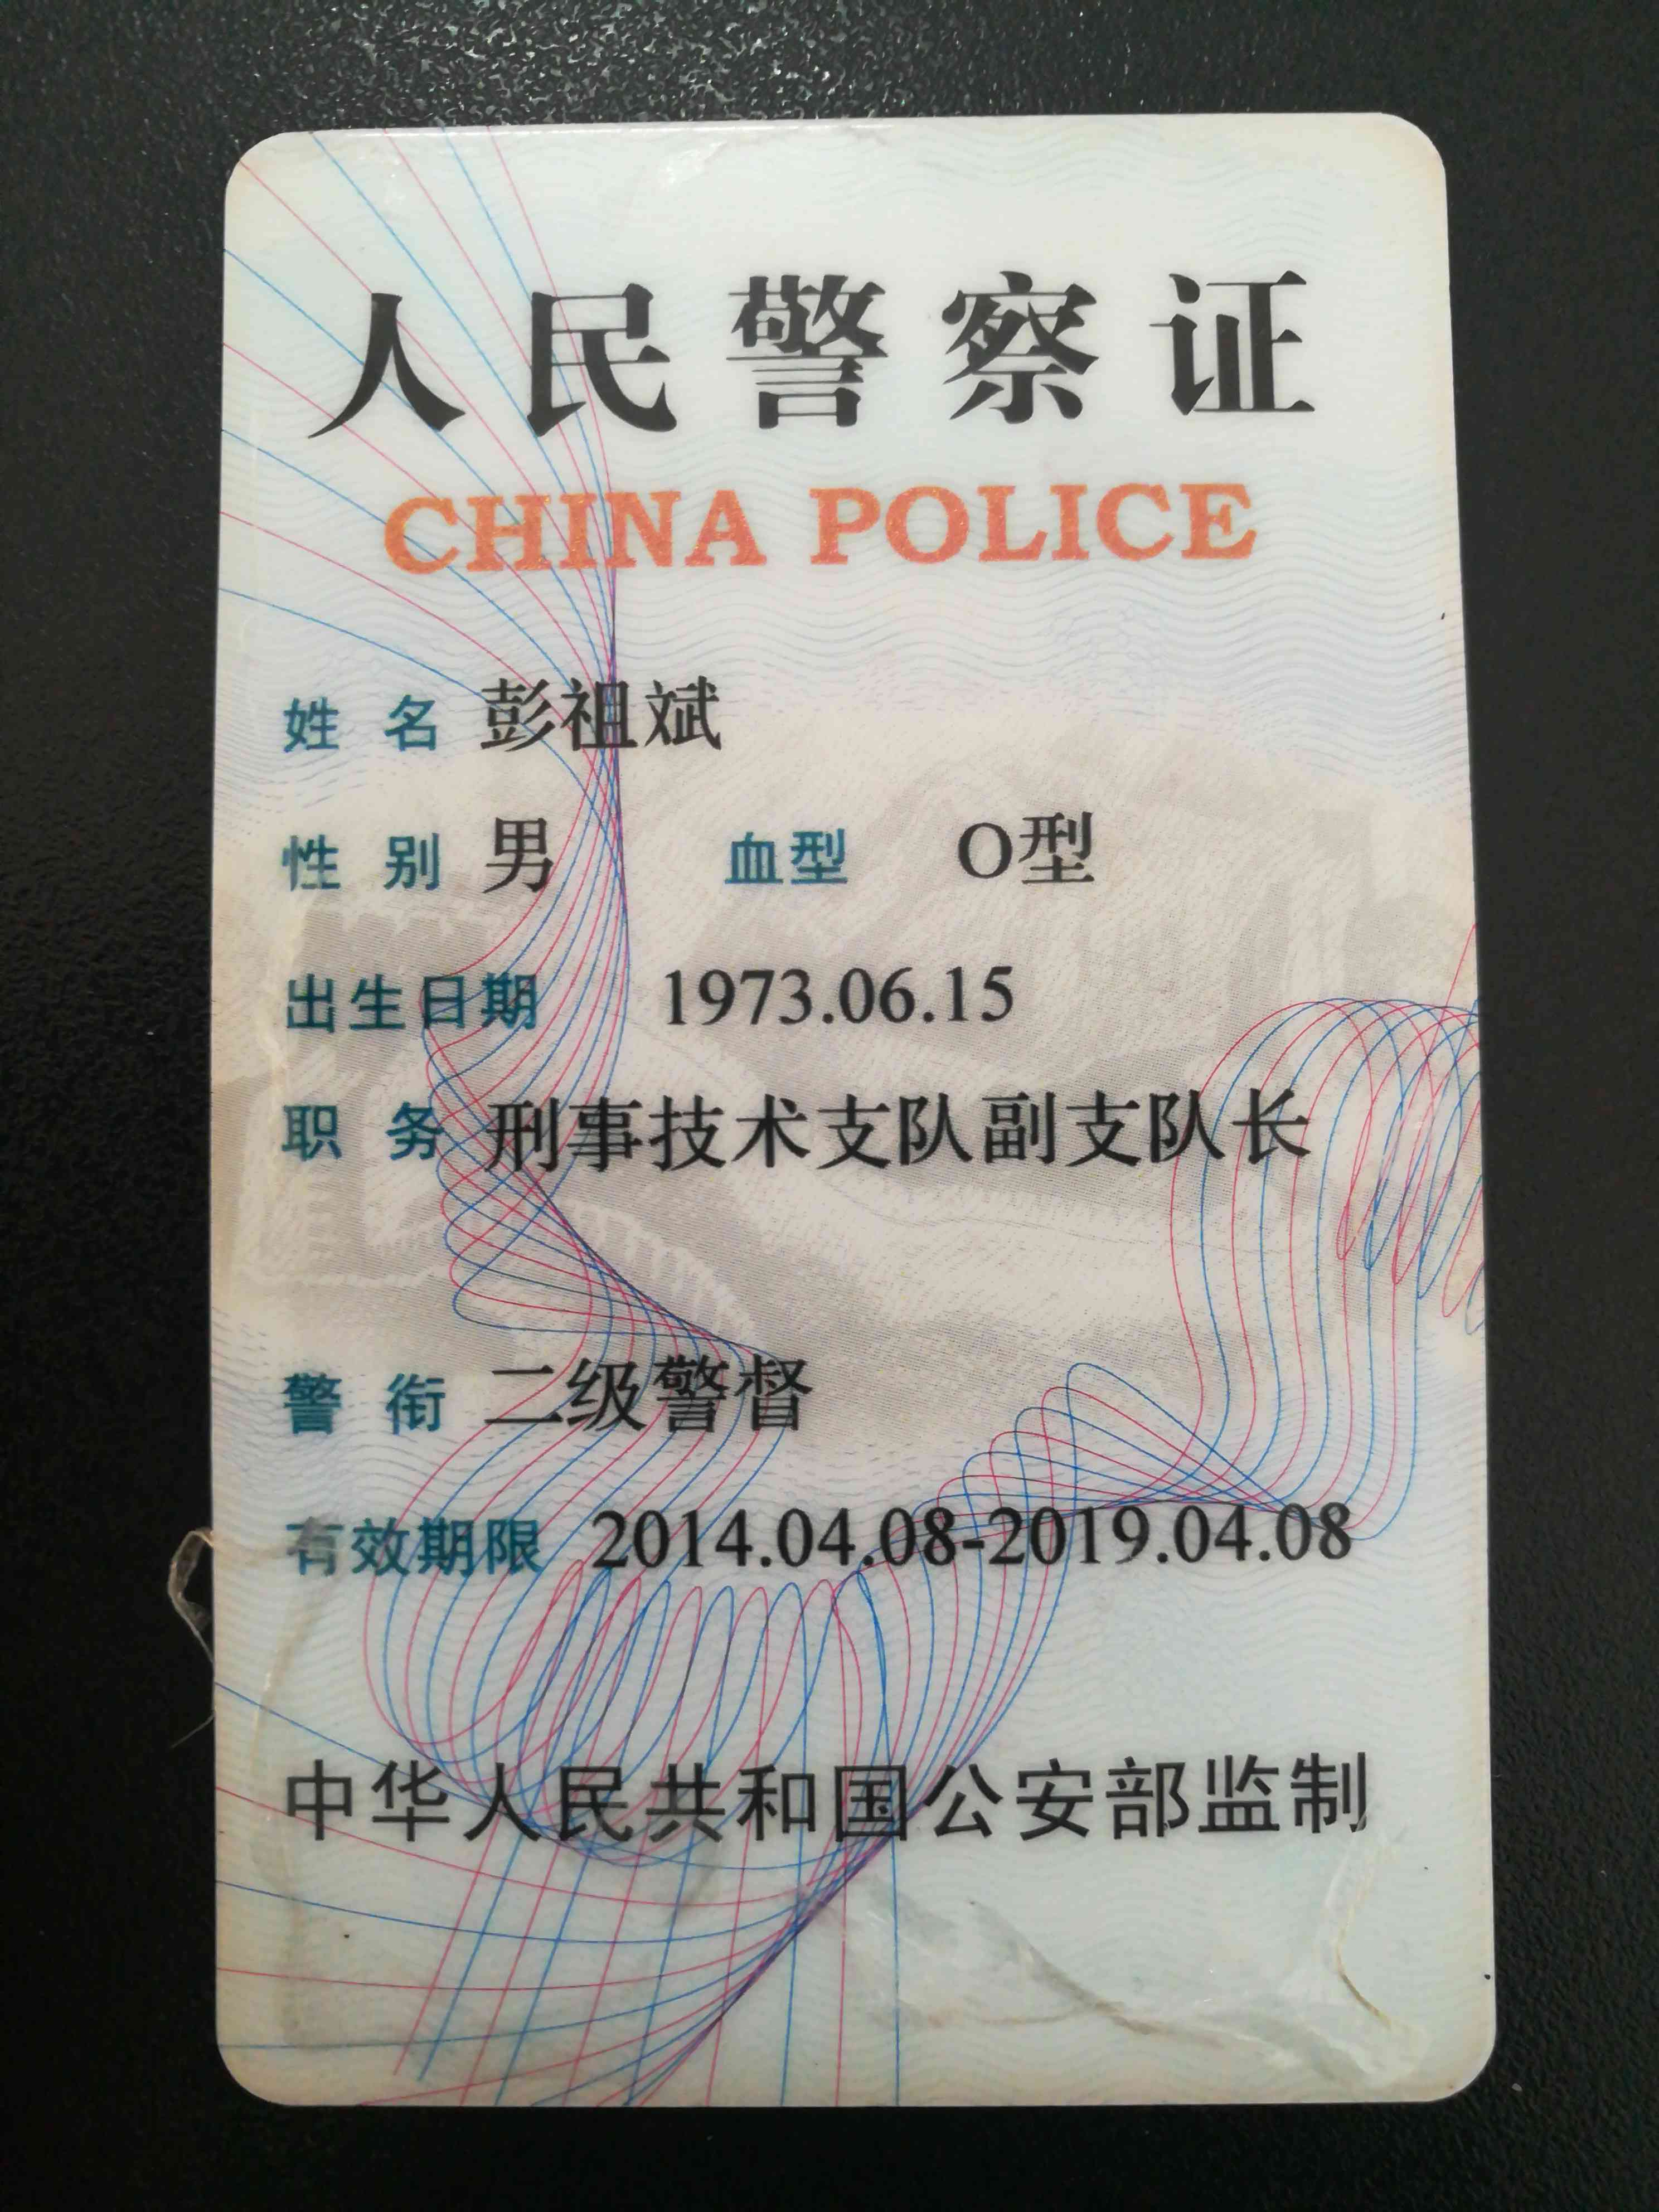 人民警察证
CHINA POLICE
姓名 彭祖斌
性别 男 血型 O型
出生日期 1973.06.15
职务 刑事技术支队副支队长
警衔 二级警督
有效期限 2014.04.08-2019.04.08
中华人民共和国公安部监制